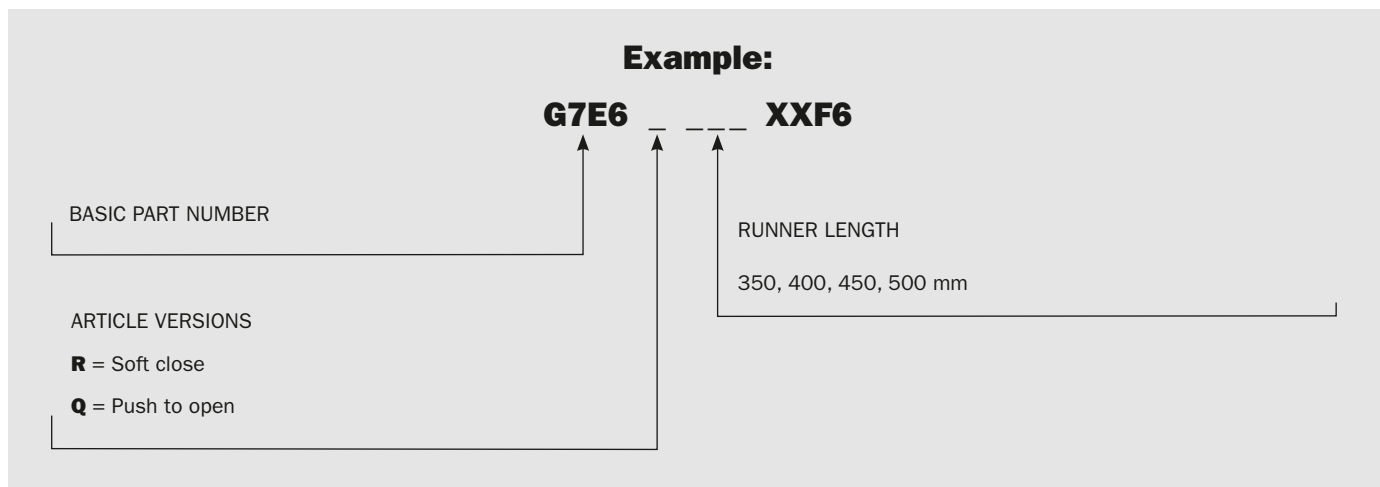 Example:
G7E6 _ _ _ _ XXF6
BASIC PART NUMBER
RUNNER LENGTH
350, 400, 450, 500 mm
ARTICLE VERSIONS
R = Soft close
Q = Push to open